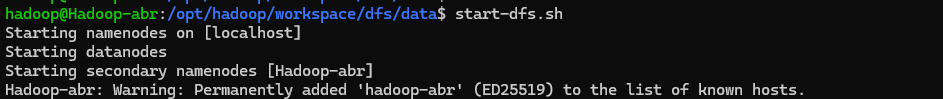 hadoop@Hadoop-abr:/opt/hadoop/workspace/dfs/data$ start-dfs.sh
Starting namenodes on [localhost]
Starting datanodes
Starting secondary namenodes [Hadoop-abr]
Hadoop-abr: Warning: Permanently added 'hadoop-abr' (ED25519) to the list of known hosts.